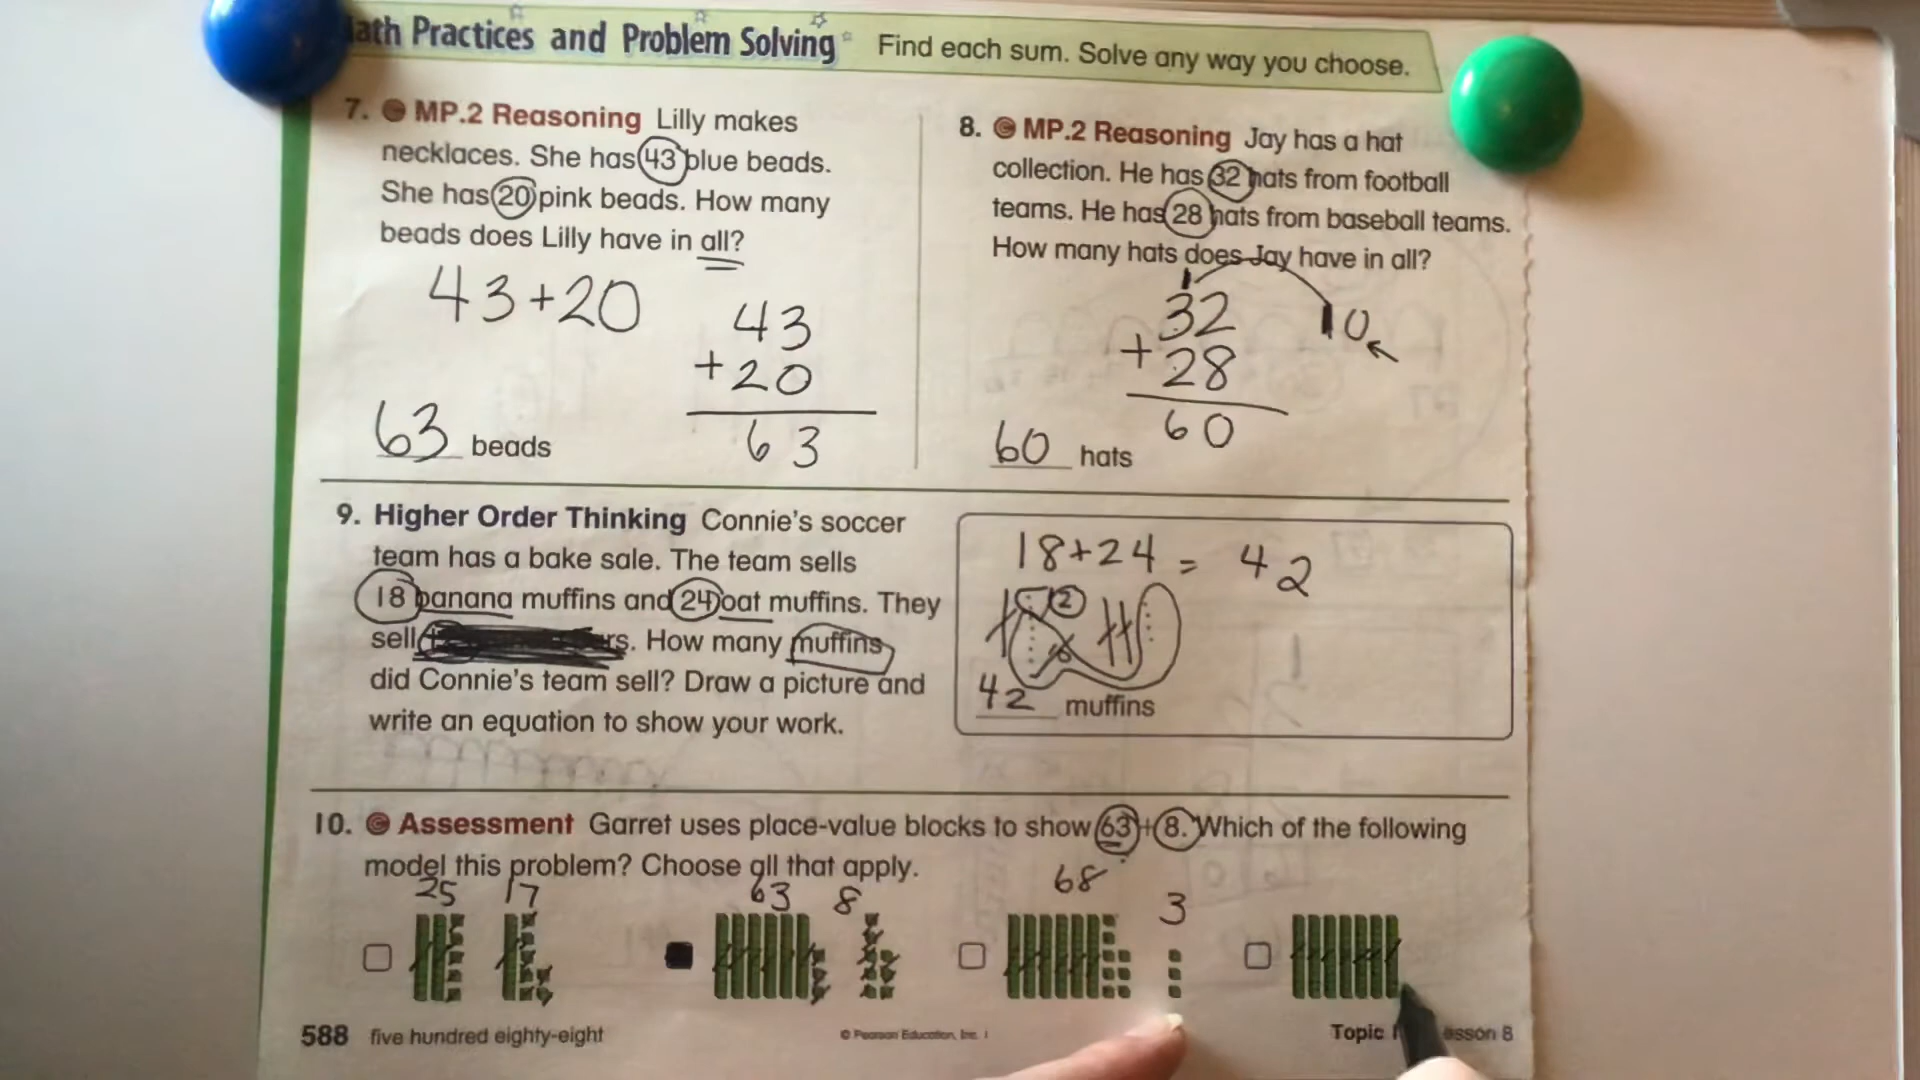 ath Practices and Problem Solving Find each sum. Solve any way you choose.
7. MP.2 Reasoning Lilly makes
necklaces. She has 43 blue beads.
She has 20 pink beads. How many
beads does Lilly have in all?
43+20
43
+20
63
63 beads
8. MP.2 Reasoning Jay has a hat
collection. He has 32 hats from football
teams. He has 28 hats from baseball teams.
How many hats does Jay have in all?
1
32 10
+28
60
60 hats
9. Higher Order Thinking Connie's soccer
team has a bake sale. The team sells
18 banana muffins and 24 oat muffins. They
sell rs. How many muffins
did Connie's team sell? Draw a picture and
write an equation to show your work.
18+24 = 42
2
42 muffins
10. Assessment Garret uses place-value blocks to show 63 + 8. Which of the following
model this problem? Choose all that apply.
25 17 63 8 68 3
588 five hundred eighty-eight
© Pearson Education, Inc. 1
Topic sson 8